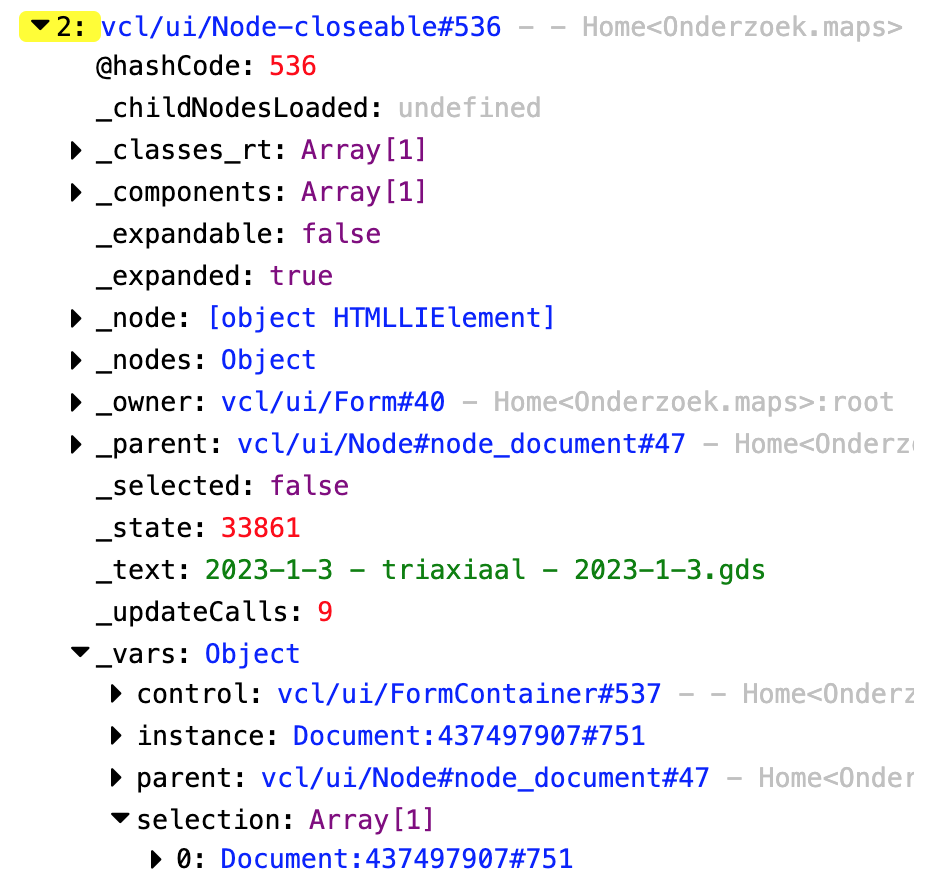 2: vcl/ui/Node-closeable#536 – – Home<Onderzoek.maps>
@hashCode: 536
_childNodesLoaded: undefined
_classes_rt: Array[1]
_components: Array[1]
_expandable: false
_expanded: true
_node: [object HTMLLIElement]
_nodes: Object
_owner: vcl/ui/Form#40 – Home<Onderzoek.maps>:root
_parent: vcl/ui/Node#node_document#47 – Home<Onderz
_selected: false
_state: 33861
_text: 2023-1-3 – triaxiaal – 2023-1-3.gds
_updateCalls: 9
_vars: Object
control: vcl/ui/FormContainer#537 – – Home<Onderz
instance: Document:437497907#751
parent: vcl/ui/Node#node_document#47 – Home<Onder
selection: Array[1]
0: Document:437497907#751